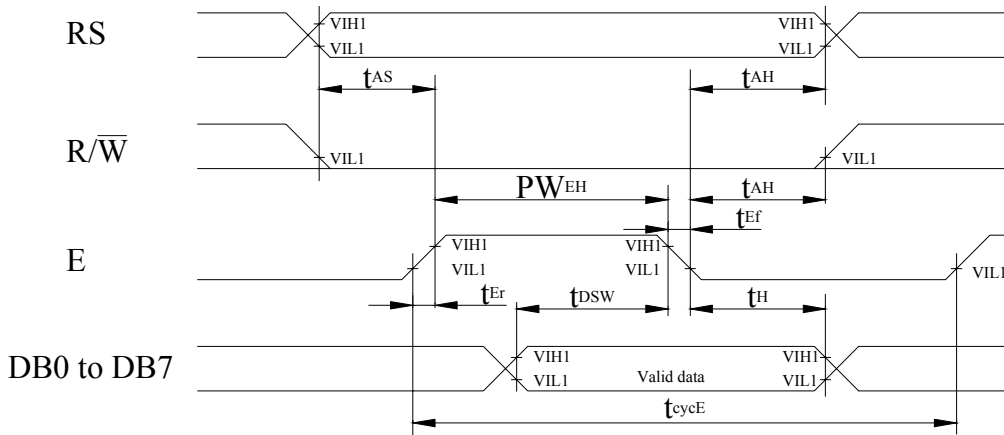 RS
VIH1
VIL1
VIH1
VIL1
tAS
tAH
R/W̅
VIL1
VIL1
PWEH
tAH
tEf
E
VIH1
VIL1
VIH1
VIL1
VIL1
tEr
tDSW
tH
DB0 to DB7
VIH1
VIL1
Valid data
VIH1
VIL1
tcycE